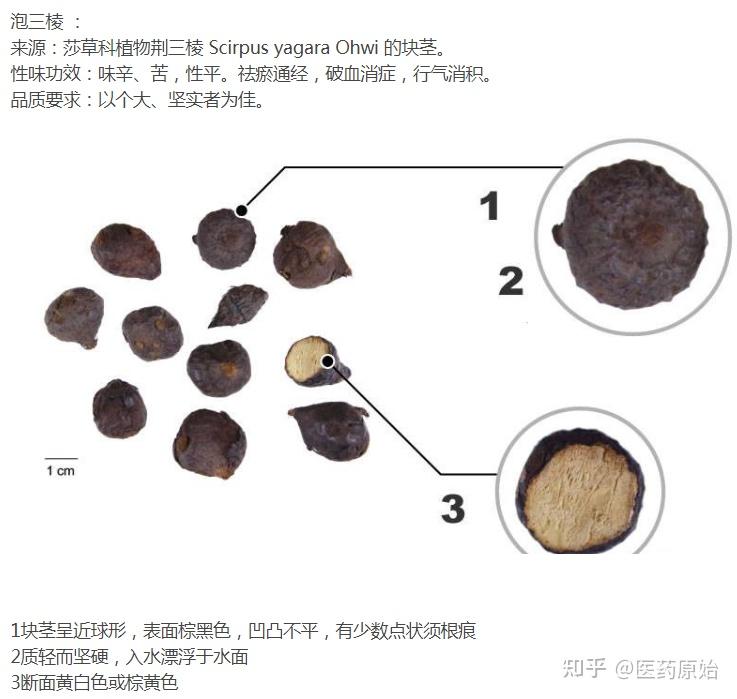 泡三棱 ：
来源：莎草科植物荆三棱 Scirpus yagara Ohwi 的块茎。
性味功效：味辛、苦，性平。祛瘀通经，破血消症，行气消积。
品质要求：以个大、坚实者为佳。
1
2
3
1 cm
1块茎呈近球形，表面棕黑色，凹凸不平，有少数点状须根痕
2质轻而坚硬，入水漂浮于水面
3断面黄白色或棕黄色
知乎 @医药原始